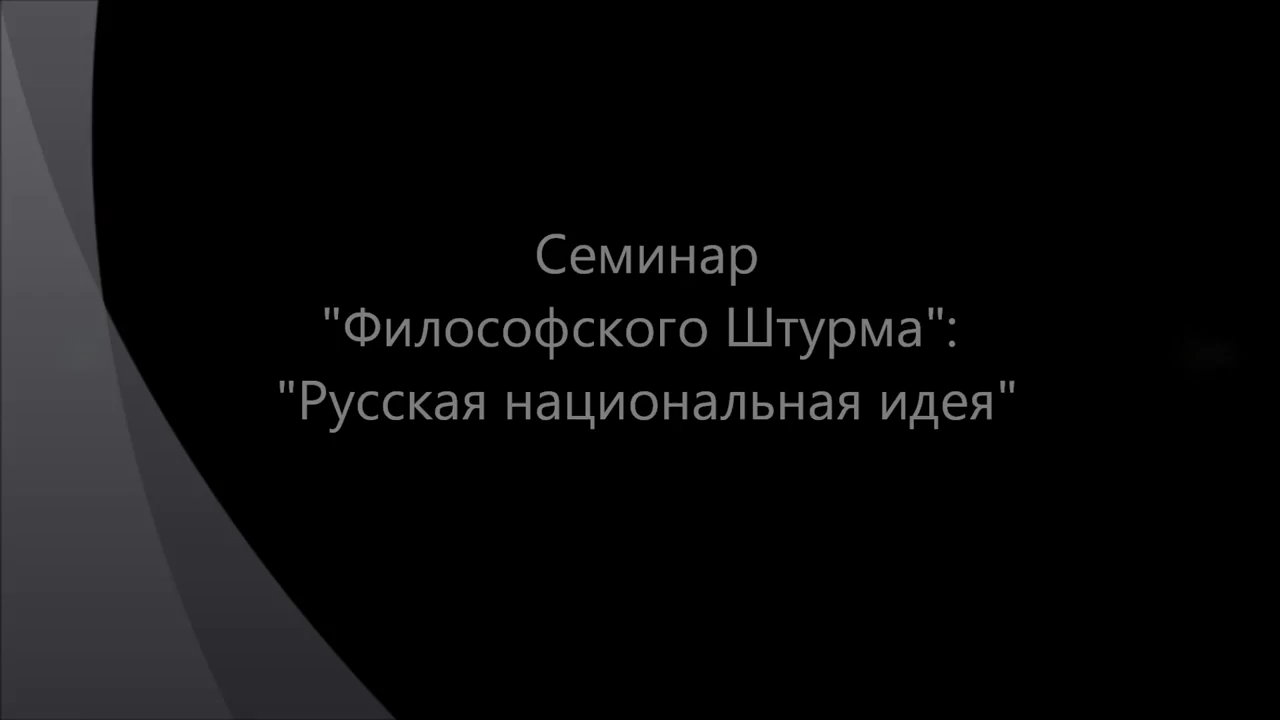 Семинар
"Философского Штурма":
"Русская национальная идея"